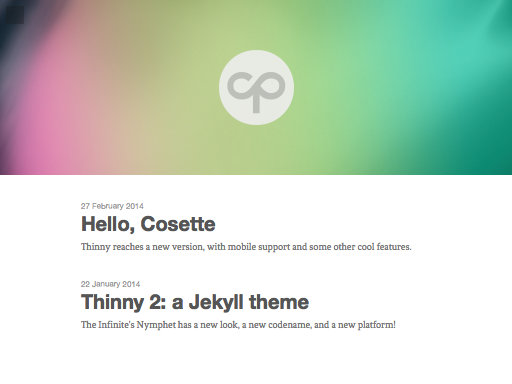 27 February 2014
Hello, Cosette
Thinny reaches a new version, with mobile support and some other cool features.
22 January 2014
Thinny 2: a Jekyll theme
The Infinite's Nymphet has a new look, a new codename, and a new platform!